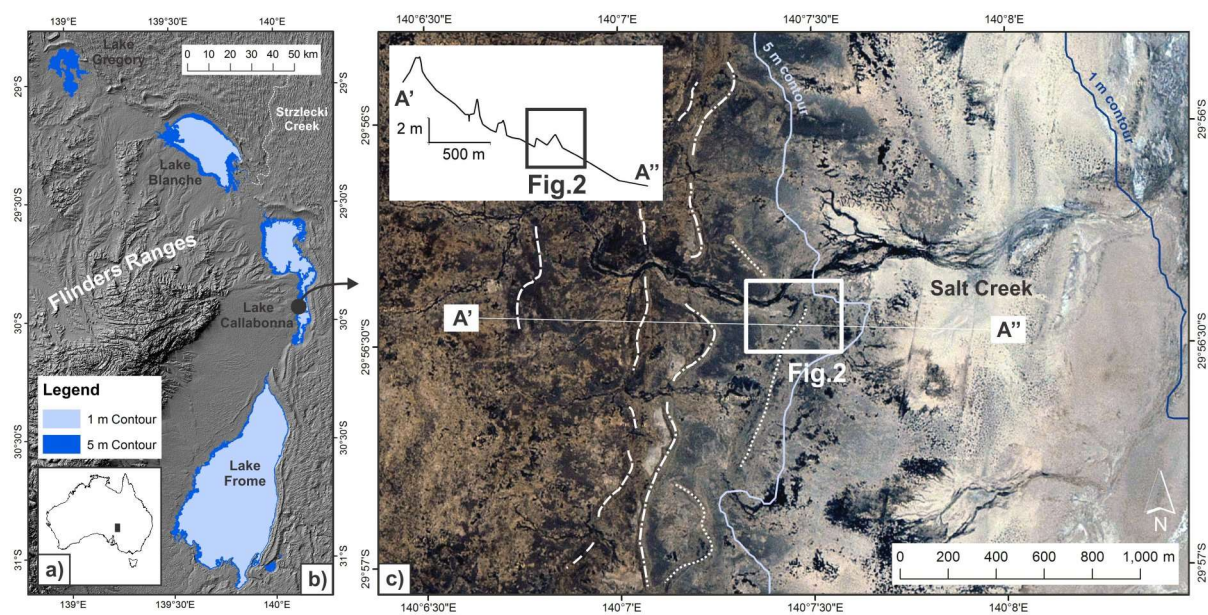 139°E
139°30'E
140°E
0 10 20 30 40 50 km
Lake
Gregory
29°S
29°S
Strzlecki
Creek
Lake
Blanche
29°30'S
29°30'S
Flinders Ranges
Lake
Callabonna
30°S
30°S
Legend
1 m Contour
5 m Contour
30°30'S
30°30'S
Lake
Frome
31°S
31°S
a)
b)
139°E
139°30'E
140°E
140°6'30"E
140°7'E
140°7'30"E
140°8'E
A'
2 m
500 m
A''
Fig.2
5 m contour
1 m contour
29°56'S
29°56'S
Salt Creek
A'
A''
Fig.2
29°56'30"S
29°56'30"S
N
0 200 400 600 800 1,000 m
29°57'S
29°57'S
c)
140°6'30"E
140°7'E
140°7'30"E
140°8'E